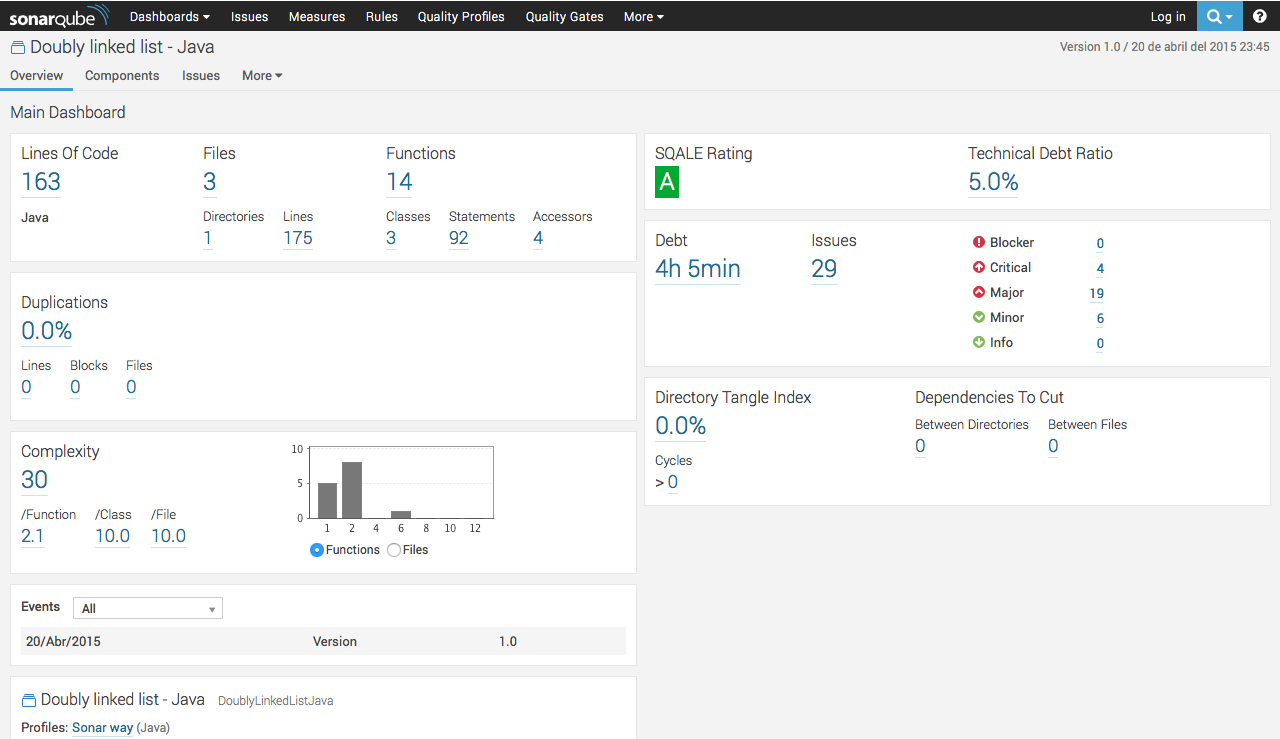 sonarqube Dashboards Issues Measures Rules Quality Profiles Quality Gates More Log in
Doubly linked list - Java
Version 1.0 / 20 de abril del 2015 23:45
Overview Components Issues More
Main Dashboard
Lines Of Code Files Functions
163 3 14
Java
Directories Lines Classes Statements Accessors
1 175 3 92 4
Duplications
0.0%
Lines Blocks Files
0 0 0
Complexity
30
/Function /Class /File
2.1 10.0 10.0
10
5
0
1 2 4 6 8 10 12
Functions Files
Events All
20/Abr/2015 Version 1.0
Doubly linked list - Java DoublyLinkedListJava
Profiles: Sonar way (Java)
SQALE Rating Technical Debt Ratio
A 5.0%
Debt Issues
4h 5min 29
Blocker 0
Critical 4
Major 19
Minor 6
Info 0
Directory Tangle Index Dependencies To Cut
0.0%
Between Directories Between Files
0 0
Cycles
> 0